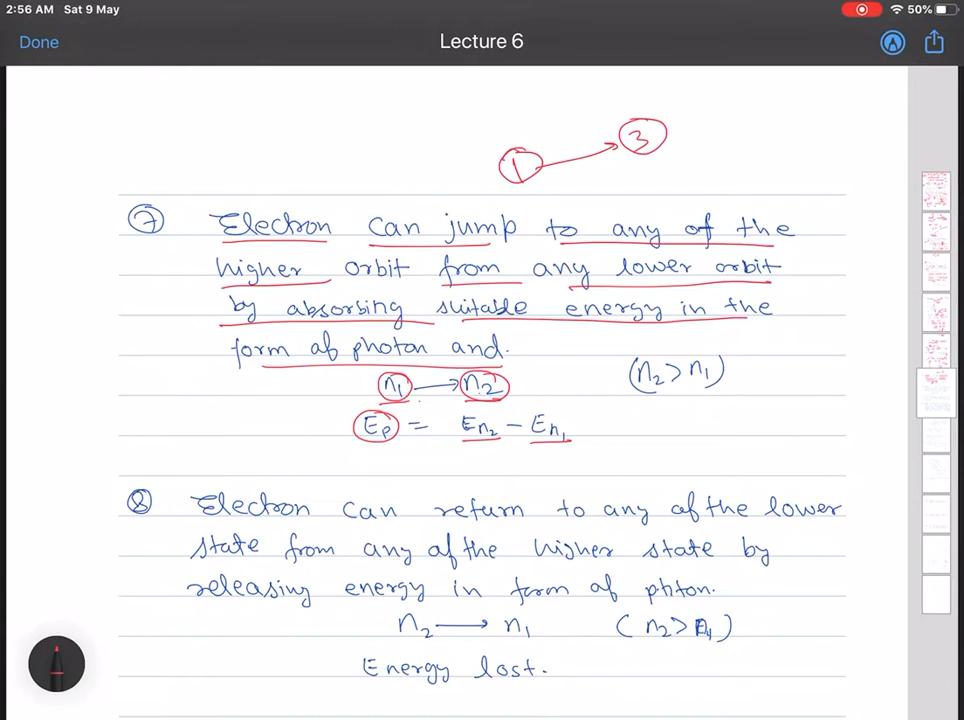 2:56 AM Sat 9 May 50%
Done Lecture 6
1 3
7 Electron can jump to any of the
higher orbit from any lower orbit
by absorbing suitable energy in the
form of photon and.
n1 → n2 (n2 > n1)
Ep = En2 - En1
8 Electron can return to any of the lower
state from any of the higher state by
releasing energy in form of phton.
n2 → n1
Energy lost.